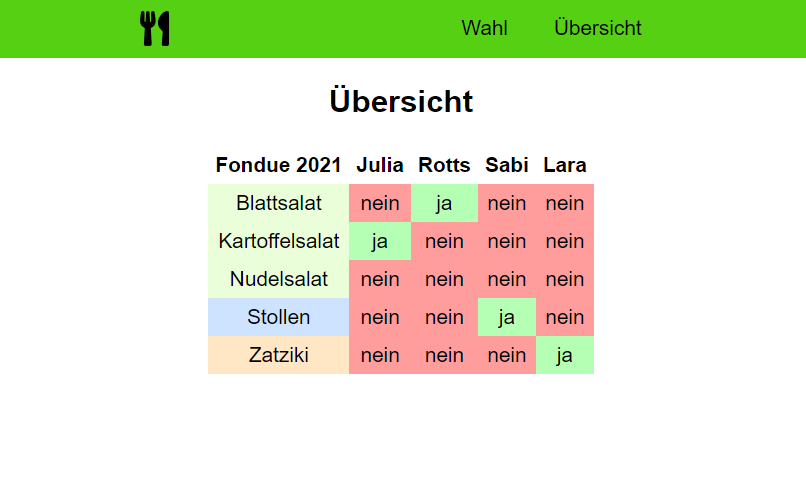 Wahl Übersicht
Übersicht
Fondue 2021 Julia Rotts Sabi Lara
Blattsalat nein ja nein nein
Kartoffelsalat ja nein nein nein
Nudelsalat nein nein nein nein
Stollen nein nein ja nein
Zatziki nein nein nein ja